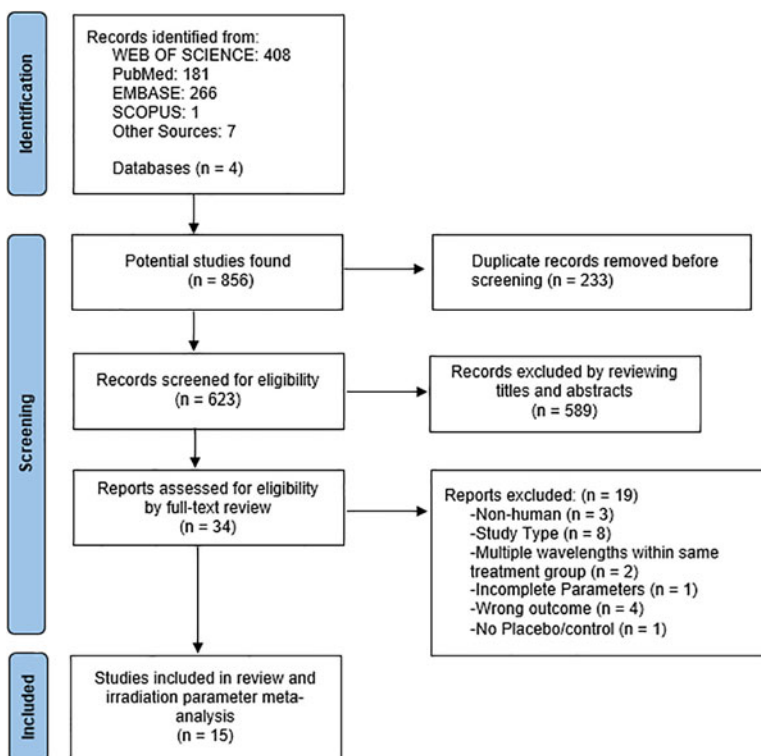 Identification
Records identified from:
WEB OF SCIENCE: 408
PubMed: 181
EMBASE: 266
SCOPUS: 1
Other Sources: 7
Databases (n = 4)
Screening
Potential studies found
(n = 856)
Duplicate records removed before
screening (n = 233)
Records screened for eligibility
(n = 623)
Records excluded by reviewing
titles and abstracts
(n = 589)
Reports assessed for eligibility
by full-text review
(n = 34)
Reports excluded: (n = 19)
-Non-human (n = 3)
-Study Type (n = 8)
-Multiple wavelengths within same
treatment group (n = 2)
-Incomplete Parameters (n = 1)
-Wrong outcome (n = 4)
-No Placebo/control (n = 1)
Included
Studies included in review and
irradiation parameter meta-
analysis
(n = 15)